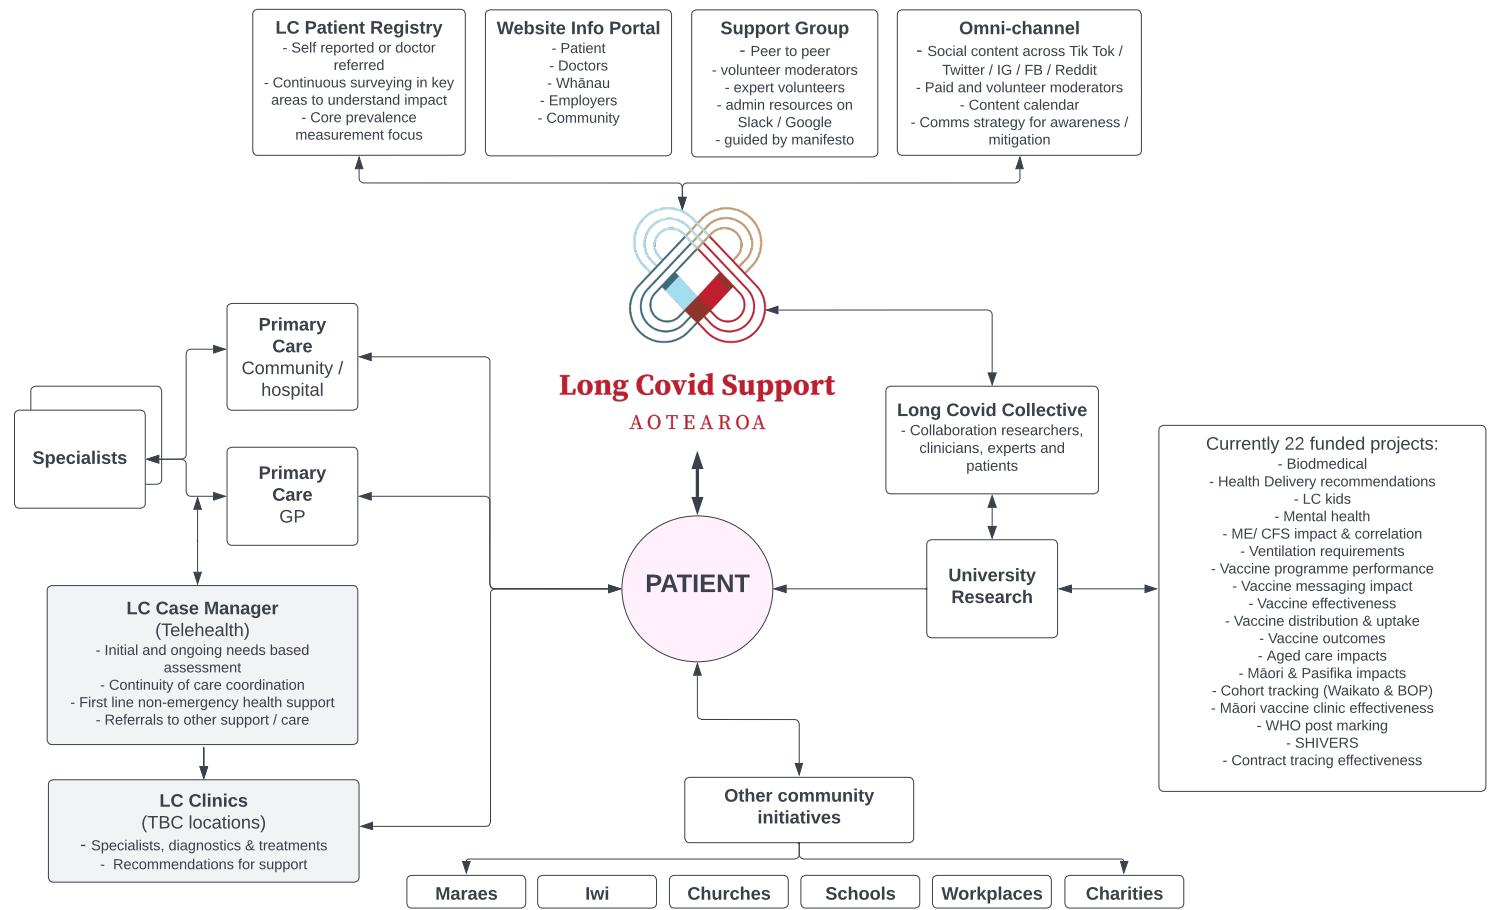 LC Patient Registry
- Self reported or doctor
referred
- Continuous surveying in key
areas to understand impact
- Core prevalence
measurement focus
Website Info Portal
- Patient
- Doctors
- Whānau
- Employers
- Community
Support Group
- Peer to peer
- volunteer moderators
- expert volunteers
- admin resources on
Slack / Google
- guided by manifesto
Omni-channel
- Social content across Tik Tok /
Twitter / IG / FB / Reddit
- Paid and volunteer moderators
- Content calendar
- Comms strategy for awareness /
mitigation
Long Covid Support
AOTEAROA
Primary
Care
Community /
hospital
Specialists
Primary
Care
GP
LC Case Manager
(Telehealth)
- Initial and ongoing needs based
assessment
- Continuity of care coordination
- First line non-emergency health support
- Referrals to other support / care
LC Clinics
(TBC locations)
- Specialists, diagnostics & treatments
- Recommendations for support
PATIENT
Long Covid Collective
- Collaboration researchers,
clinicians, experts and
patients
University
Research
Currently 22 funded projects:
- Biodmedical
- Health Delivery recommendations
- LC kids
- Mental health
- ME/ CFS impact & correlation
- Ventilation requirements
- Vaccine programme performance
- Vaccine messaging impact
- Vaccine effectiveness
- Vaccine distribution & uptake
- Vaccine outcomes
- Aged care impacts
- Māori & Pasifika impacts
- Cohort tracking (Waikato & BOP)
- Māori vaccine clinic effectiveness
- WHO post marking
- SHIVERS
- Contract tracing effectiveness
Other community
initiatives
Maraes
Iwi
Churches
Schools
Workplaces
Charities